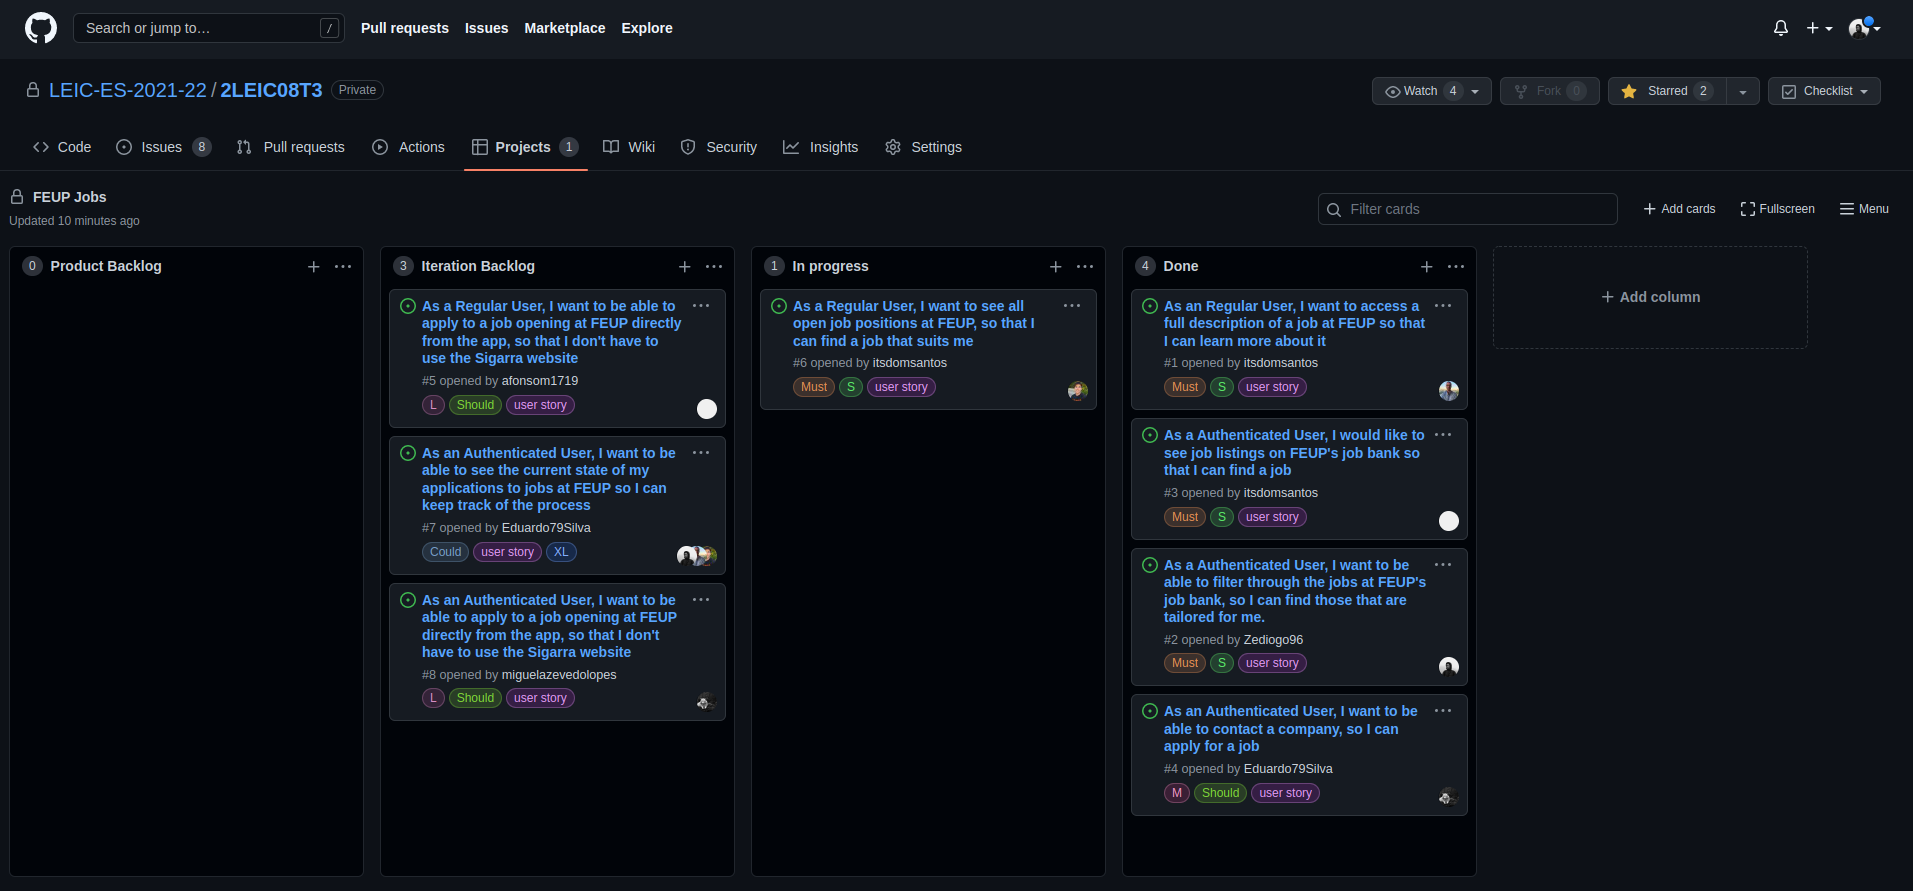 Search or jump to… /
Pull requests Issues Marketplace Explore
LEIC-ES-2021-22 / 2LEIC08T3 Private
Watch 4 Fork 0 Starred 2 Checklist
Code Issues 8 Pull requests Actions Projects 1 Wiki Security Insights Settings
FEUP Jobs
Updated 10 minutes ago
Filter cards Add cards Fullscreen Menu
0 Product Backlog
3 Iteration Backlog
As a Regular User, I want to be able to
apply to a job opening at FEUP directly
from the app, so that I don't have to
use the Sigarra website
#5 opened by afonsom1719
L Should user story
As an Authenticated User, I want to be
able to see the current state of my
applications to jobs at FEUP so I can
keep track of the process
#7 opened by Eduardo79Silva
Could user story XL
As an Authenticated User, I want to be
able to apply to a job opening at FEUP
directly from the app, so that I don't
have to use the Sigarra website
#8 opened by miguelazevedolopes
L Should user story
1 In progress
As a Regular User, I want to see all
open job positions at FEUP, so that I
can find a job that suits me
#6 opened by itsdomsantos
Must S user story
4 Done
As an Regular User, I want to access a
full description of a job at FEUP so that
I can learn more about it
#1 opened by itsdomsantos
Must S user story
As a Authenticated User, I would like to
see job listings on FEUP's job bank so
that I can find a job
#3 opened by itsdomsantos
Must S user story
As a Authenticated User, I want to be
able to filter through the jobs at FEUP's
job bank, so I can find those that are
tailored for me.
#2 opened by Zediogo96
Must S user story
As an Authenticated User, I want to be
able to contact a company, so I can
apply for a job
#4 opened by Eduardo79Silva
M Should user story
Add column